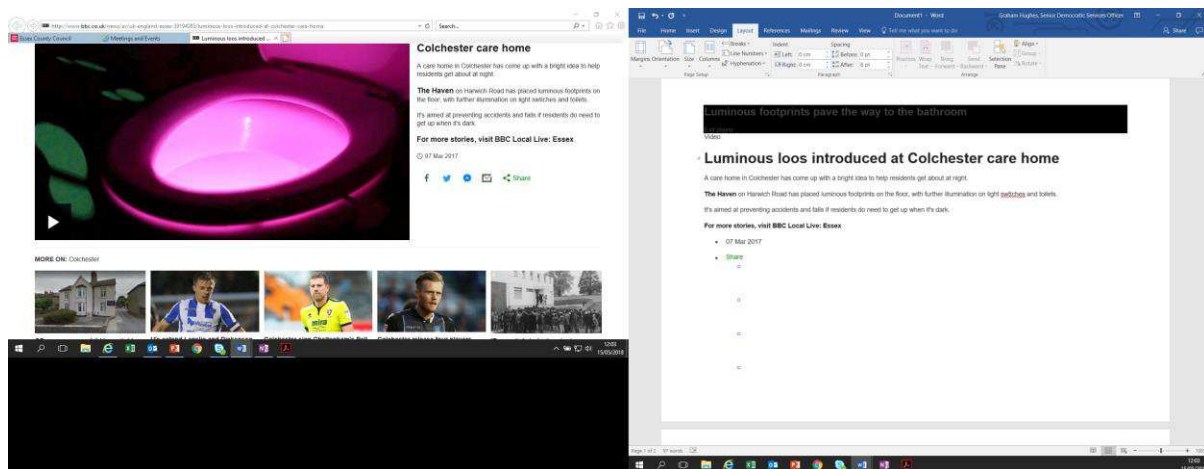 Search...
Essex County Council
Meetings and Events
Luminous loos introduced ...
Colchester care home
A care home in Colchester has come up with a bright idea to help
residents get about at night.
The Haven on Harwich Road has placed luminous footprints on
the floor, with further illumination on light switches and toilets.
It's aimed at preventing accidents and falls if residents do need to
get up when it's dark.
For more stories, visit BBC Local Live: Essex.
07 Mar 2017
Share
MORE ON: Colchester
12:03
15/03/2018
Document1 - Word
Graham Hughes, Senior Democratic Services Officer
File Home Insert Design Layout References Mailings Review View Tell me what you want to do
Share
Margins Orientation Size Columns
Breaks
Line Numbers
Hyphenation
Page Setup
Indent
Left: 0 cm
Right: 0 cm
Spacing
Before: 0 pt
After: 0 pt
Paragraph
Position Wrap Text Bring Forward Send Backward Selection Pane
Align
Group
Rotate
Arrange
Luminous footprints pave the way to the bathroom
Video
Luminous loos introduced at Colchester care home
A care home in Colchester has come up with a bright idea to help residents get about at night.
The Haven on Harwich Road has placed luminous footprints on the floor, with further illumination on light switches and toilets.
It's aimed at preventing accidents and falls if residents do need to get up when it's dark.
For more stories, visit BBC Local Live: Essex
07 Mar 2017
Share
Page 1 of 2 97 words
12:03